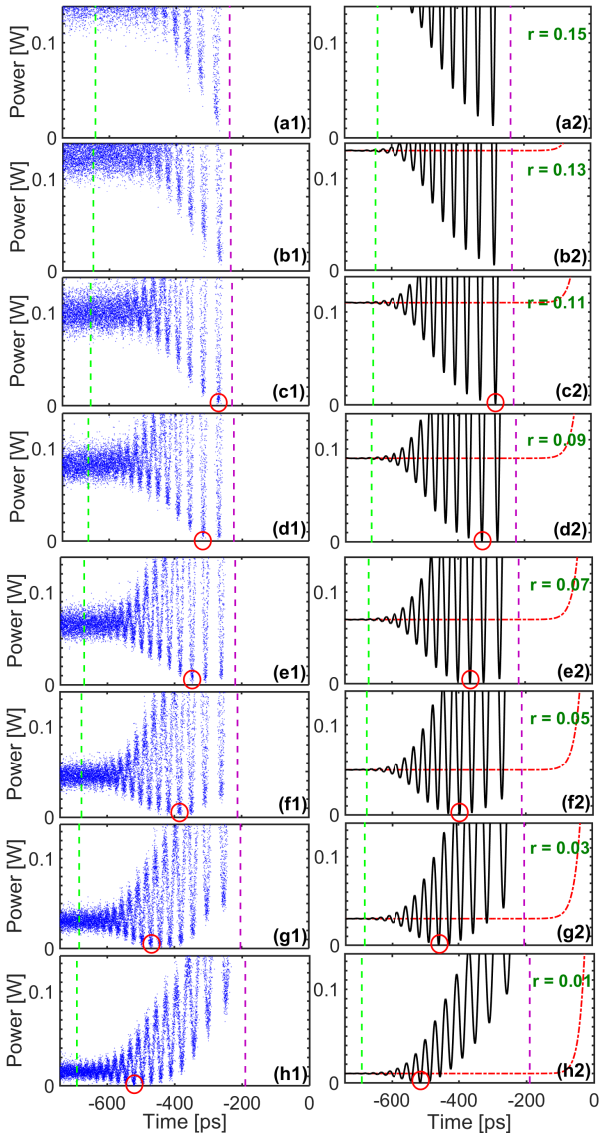 Power [W] 0.1 0 (a1) r = 0.15 0.1 0 (a2)
Power [W] 0.1 0 (b1) 0.1 r = 0.13 0 (b2)
Power [W] 0.1 0 (c1) 0.1 r = 0.11 0 (c2)
Power [W] 0.1 0 (d1) 0.1 r = 0.09 0 (d2)
Power [W] 0.1 0 (e1) 0.1 r = 0.07 0 (e2)
Power [W] 0.1 0 (f1) 0.1 r = 0.05 0 (f2)
Power [W] 0.1 0 (g1) 0.1 r = 0.03 0 (g2)
Power [W] 0.1 0 (h1) 0.1 r = 0.01 0 (h2)
-600 -400 -200 0 -600 -400 -200 0
Time [ps] Time [ps]